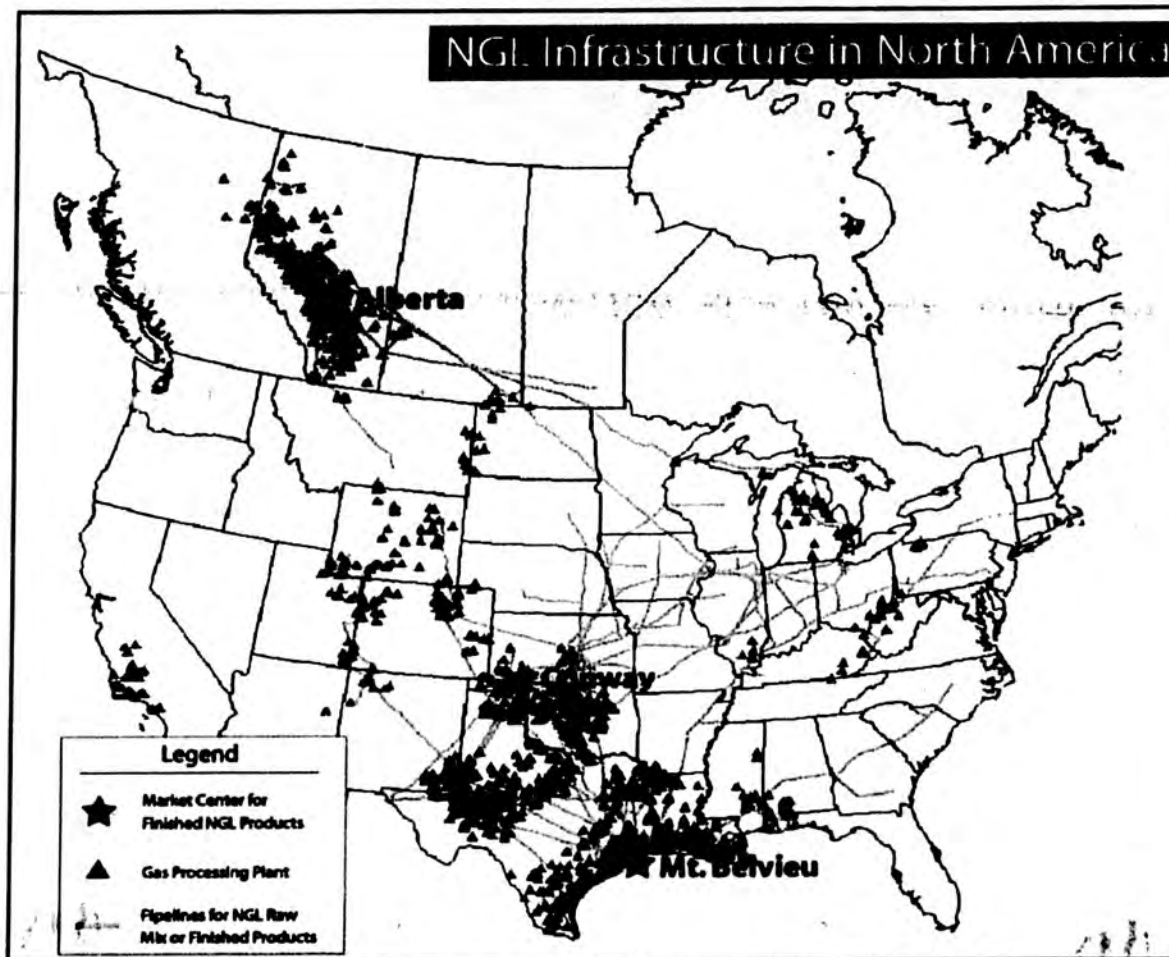 NGL Infrastructure in North America
Alberta
Conway
Mt. Belvieu
Legend
Market Center for
Finished NGL Products
Gas Processing Plant
Pipelines for NGL Raw
Mix or Finished Products